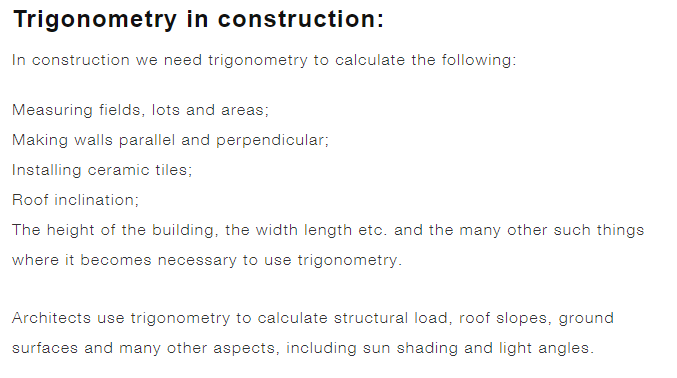 Trigonometry in construction:
In construction we need trigonometry to calculate the following:
Measuring fields, lots and areas;
Making walls parallel and perpendicular;
Installing ceramic tiles;
Roof inclination;
The height of the building, the width length etc. and the many other such things
where it becomes necessary to use trigonometry.
Architects use trigonometry to calculate structural load, roof slopes, ground
surfaces and many other aspects, including sun shading and light angles.